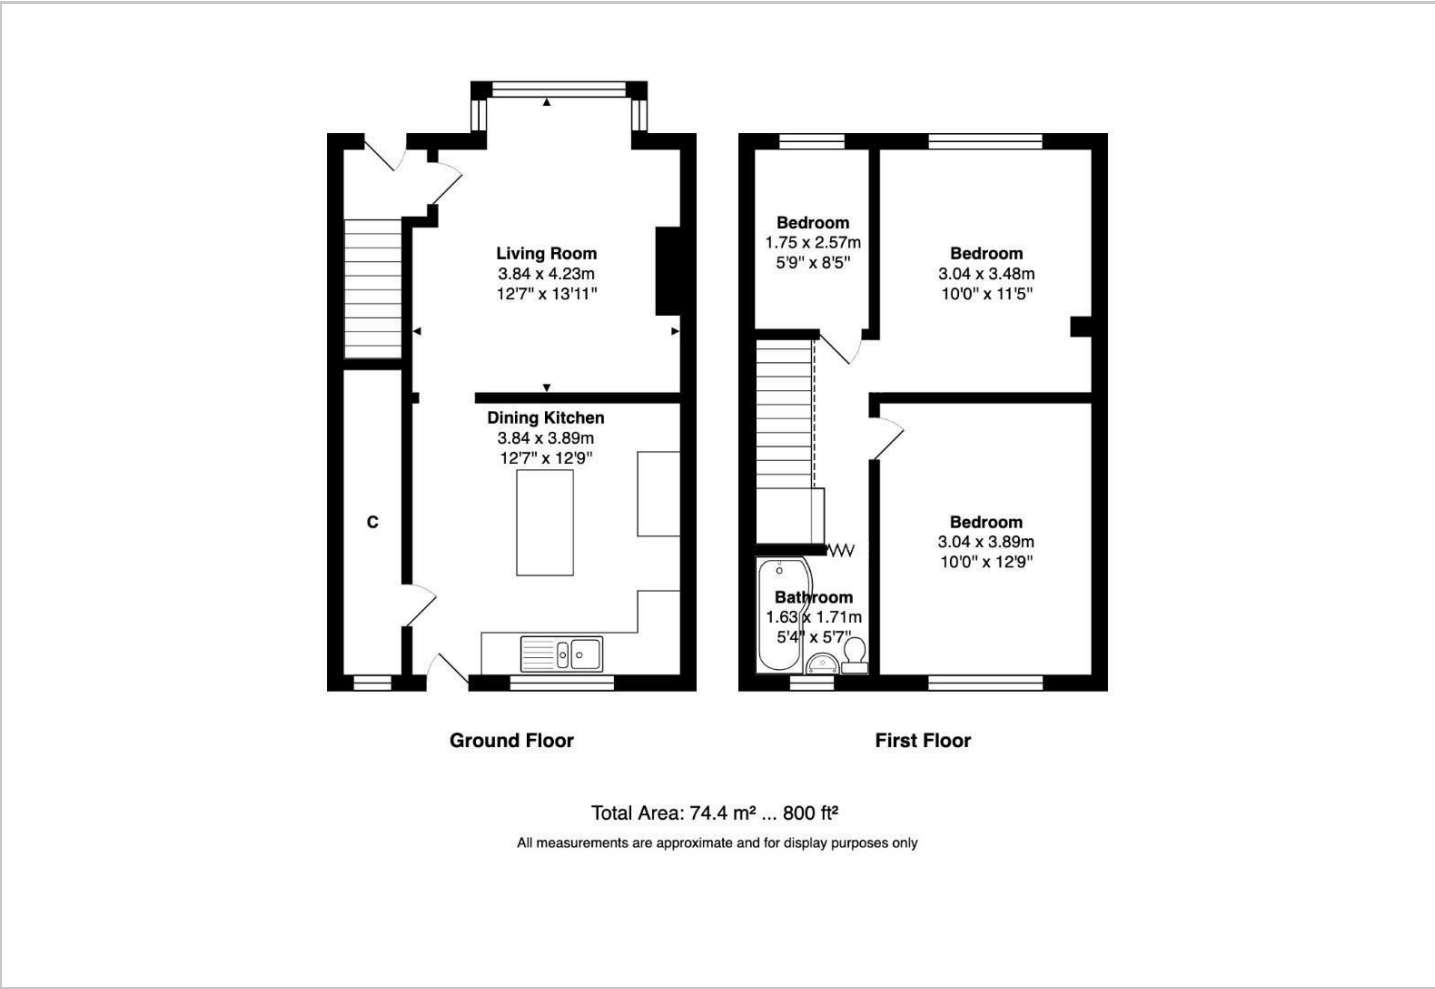 Living Room
3.84 x 4.23m
12'7" x 13'11"
Dining Kitchen
3.84 x 3.89m
12'7" x 12'9"
C
Ground Floor
Bedroom
1.75 x 2.57m
5'9" x 8'5"
Bedroom
3.04 x 3.48m
10'0" x 11'5"
Bedroom
3.04 x 3.89m
10'0" x 12'9"
Bathroom
1.63 x 1.71m
5'4" x 5'7"
First Floor
Total Area: 74.4 m² ... 800 ft²
All measurements are approximate and for display purposes only